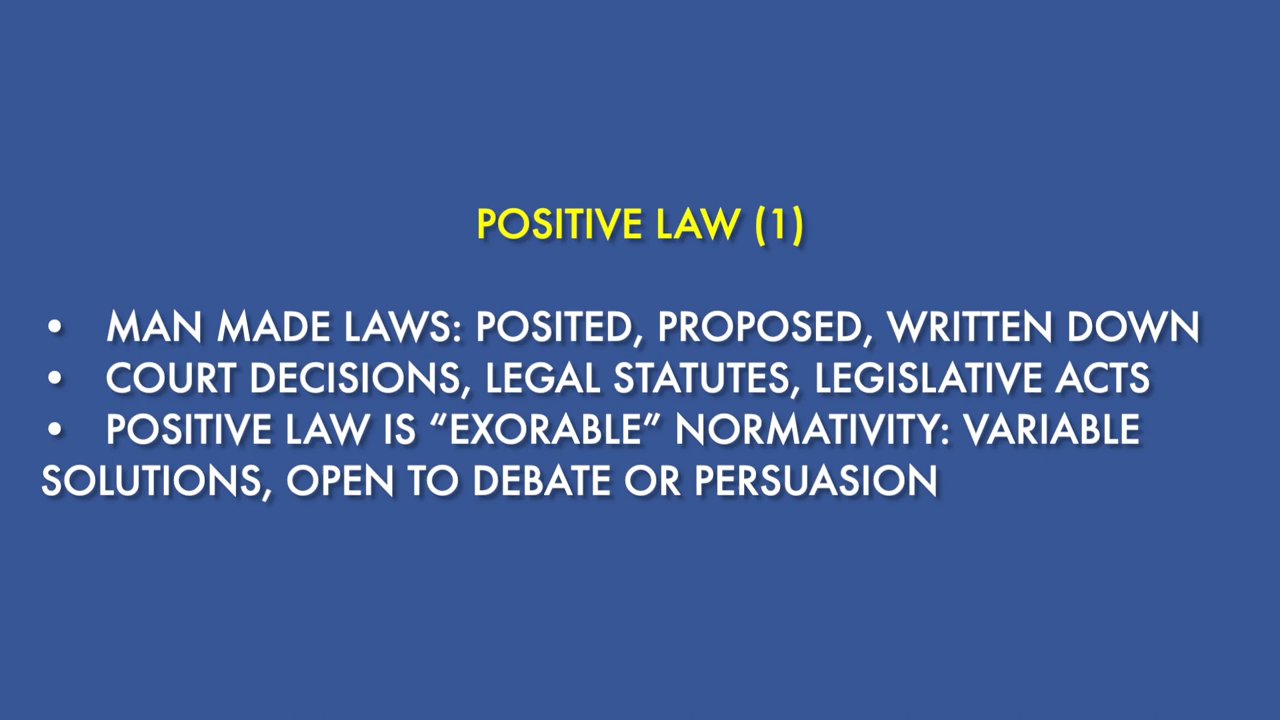 POSITIVE LAW (1)
• MAN MADE LAWS: POSITED, PROPOSED, WRITTEN DOWN
• COURT DECISIONS, LEGAL STATUTES, LEGISLATIVE ACTS
• POSITIVE LAW IS “EXORABLE” NORMATIVITY: VARIABLE
SOLUTIONS, OPEN TO DEBATE OR PERSUASION